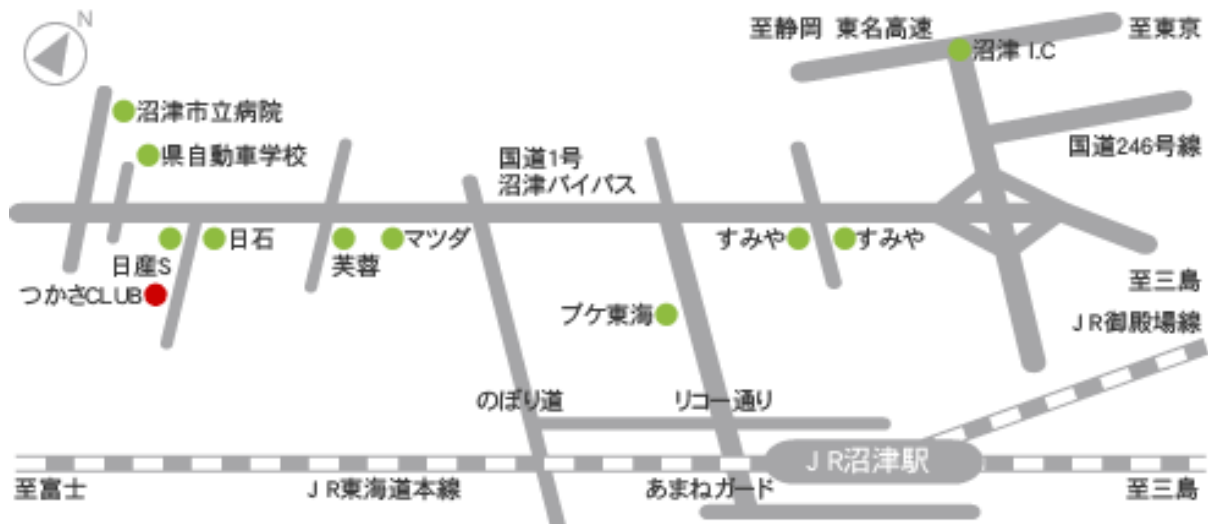 N
至静岡 東名高速
至東京
沼津 I.C
沼津市立病院
県自動車学校
国道1号
沼津バイパス
国道246号線
日石
マツダ
すみや
すみや
日産S
芙蓉
つかさCLUB
至三島
ブケ東海
JR御殿場線
のぼり道
リコー通り
JR沼津駅
至富士
JR東海道本線
あまねガード
至三島